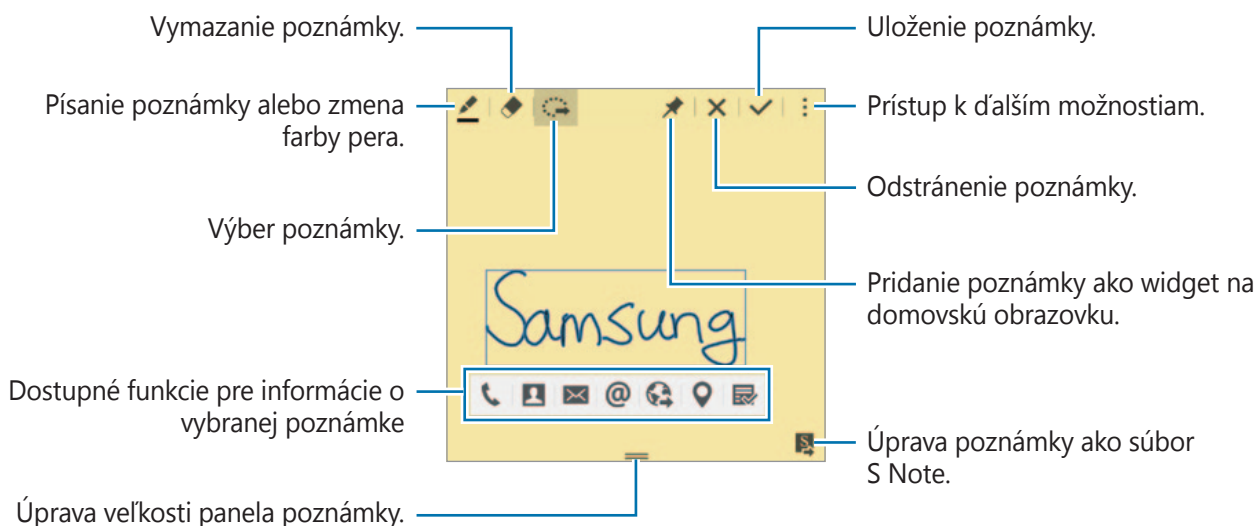 Vymazanie poznámky.
Písanie poznámky alebo zmena
farby pera.
Výber poznámky.
Dostupné funkcie pre informácie o
vybranej poznámke
Úprava veľkosti panela poznámky.
Samsung
Uloženie poznámky.
Prístup k ďalším možnostiam.
Odstránenie poznámky.
Pridanie poznámky ako widget na
domovskú obrazovku.
Úprava poznámky ako súbor
S Note.